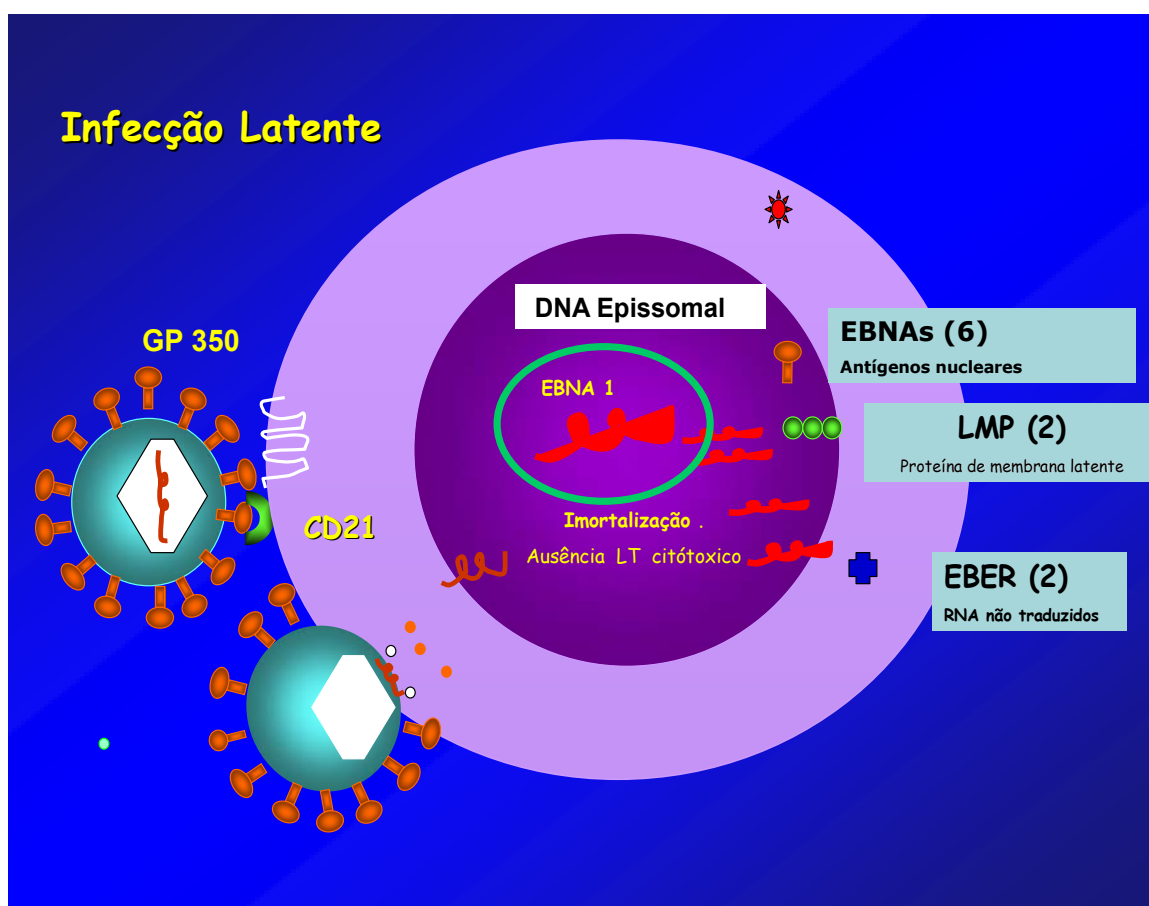 Infecção Latente
DNA Epissomal
GP 350
EBNAs (6)
Antígenos nucleares
EBNA 1
LMP (2)
Proteína de membrana latente
CD21
Imortalização .
Ausência LT citótoxico
EBER (2)
RNA não traduzidos